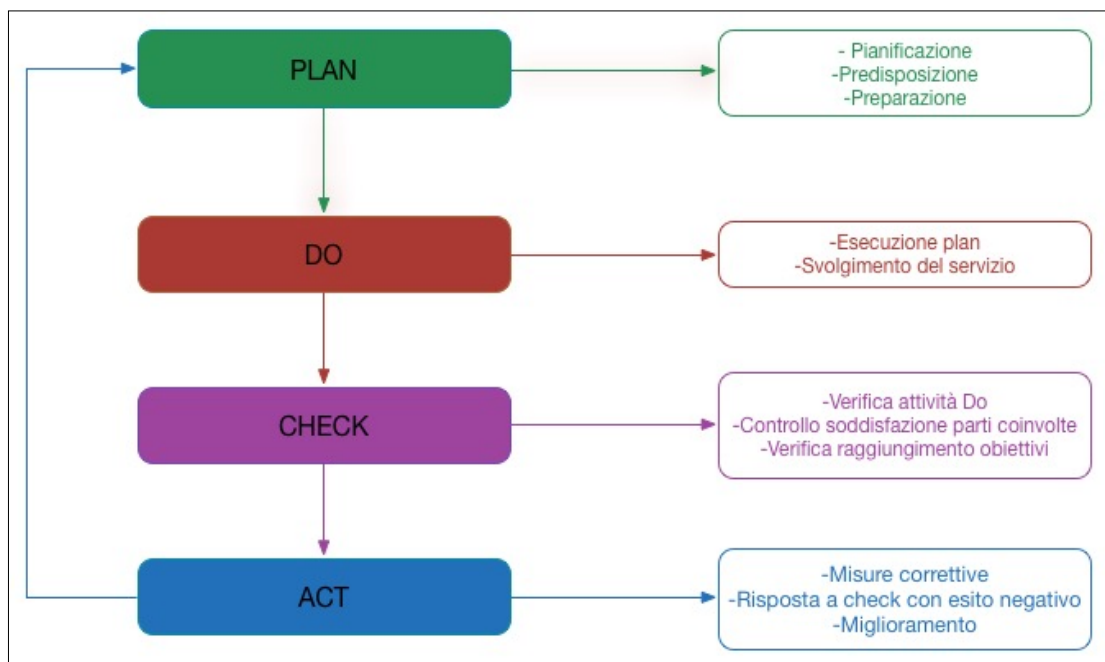 PLAN
- Pianificazione
-Predisposizione
-Preparazione
DO
-Esecuzione plan
-Svolgimento del servizio
CHECK
-Verifica attività Do
-Controllo soddisfazione parti coinvolte
-Verifica raggiungimento obiettivi
ACT
-Misure correttive
-Risposta a check con esito negativo
-Miglioramento